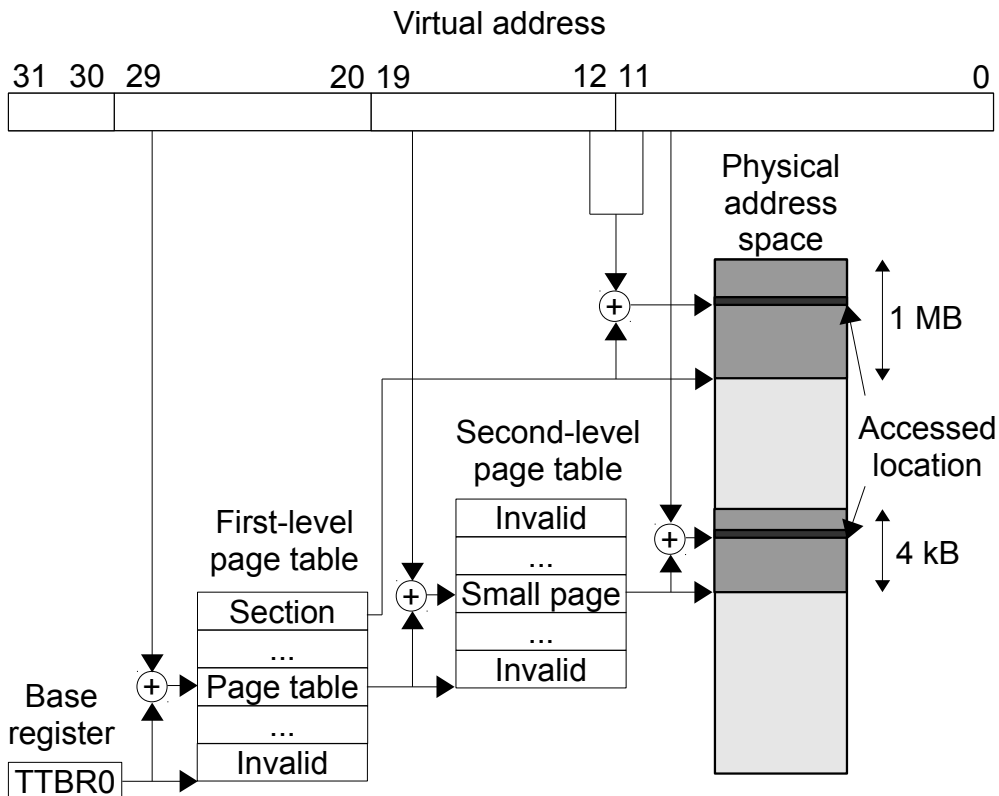 Virtual address
31 30 29 20 19 12 11 0
Physical
address
space
1 MB
Accessed
location
4 kB
Second-level
page table
Invalid
...
Small page
...
Invalid
First-level
page table
Section
...
Page table
...
Invalid
Base
register
TTBR0
+
+
+
+